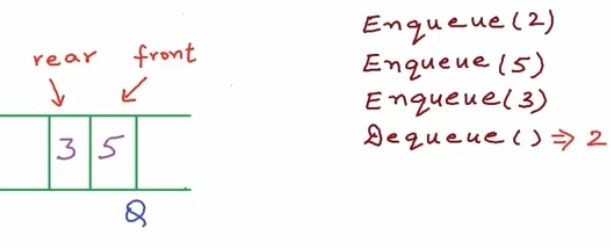 rear front
3 5
Q
Enqueue(2)
Enqueue(5)
Enqueue(3)
Dequeue() ⇒ 2